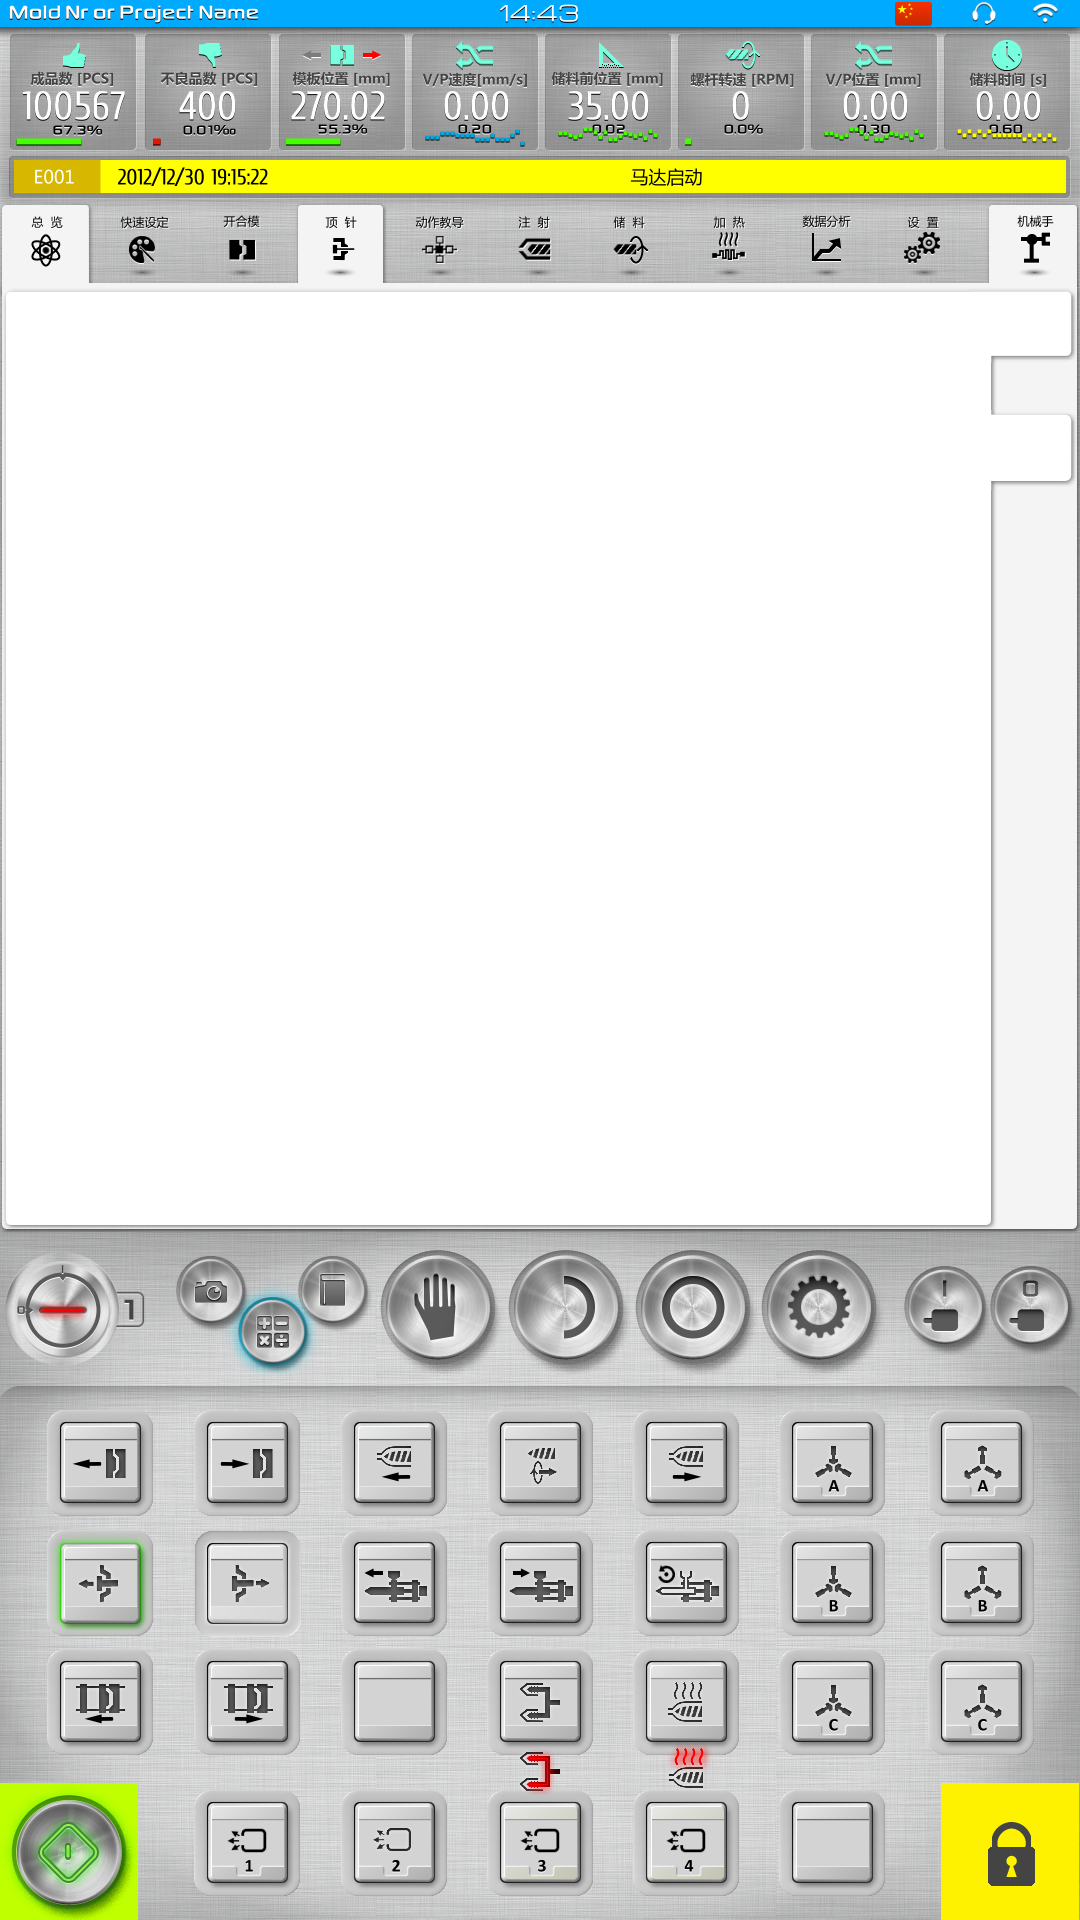 Mold Nr or Project Name 14:43
成品数 [PCS] 不良品数 [PCS] 模板位置 [mm] V/P速度[mm/s] 储料前位置 [mm] 螺杆转速 [RPM] V/P位置 [mm] 储料时间 [s]
100567 400 270.02 0.00 35.00 0 0.00 0.00
67.3% 0.01‰ 55.3% 0.20 0.02 0.0% 0.30 0.60
E001 2012/12/30 19:15:22 马达启动
总 览 快速设定 开合模 顶 针 动作教导 注 射 储 料 加 热 数据分析 设 置 机械手
I O
0 1
A A
B B
C C
1 2 3 4